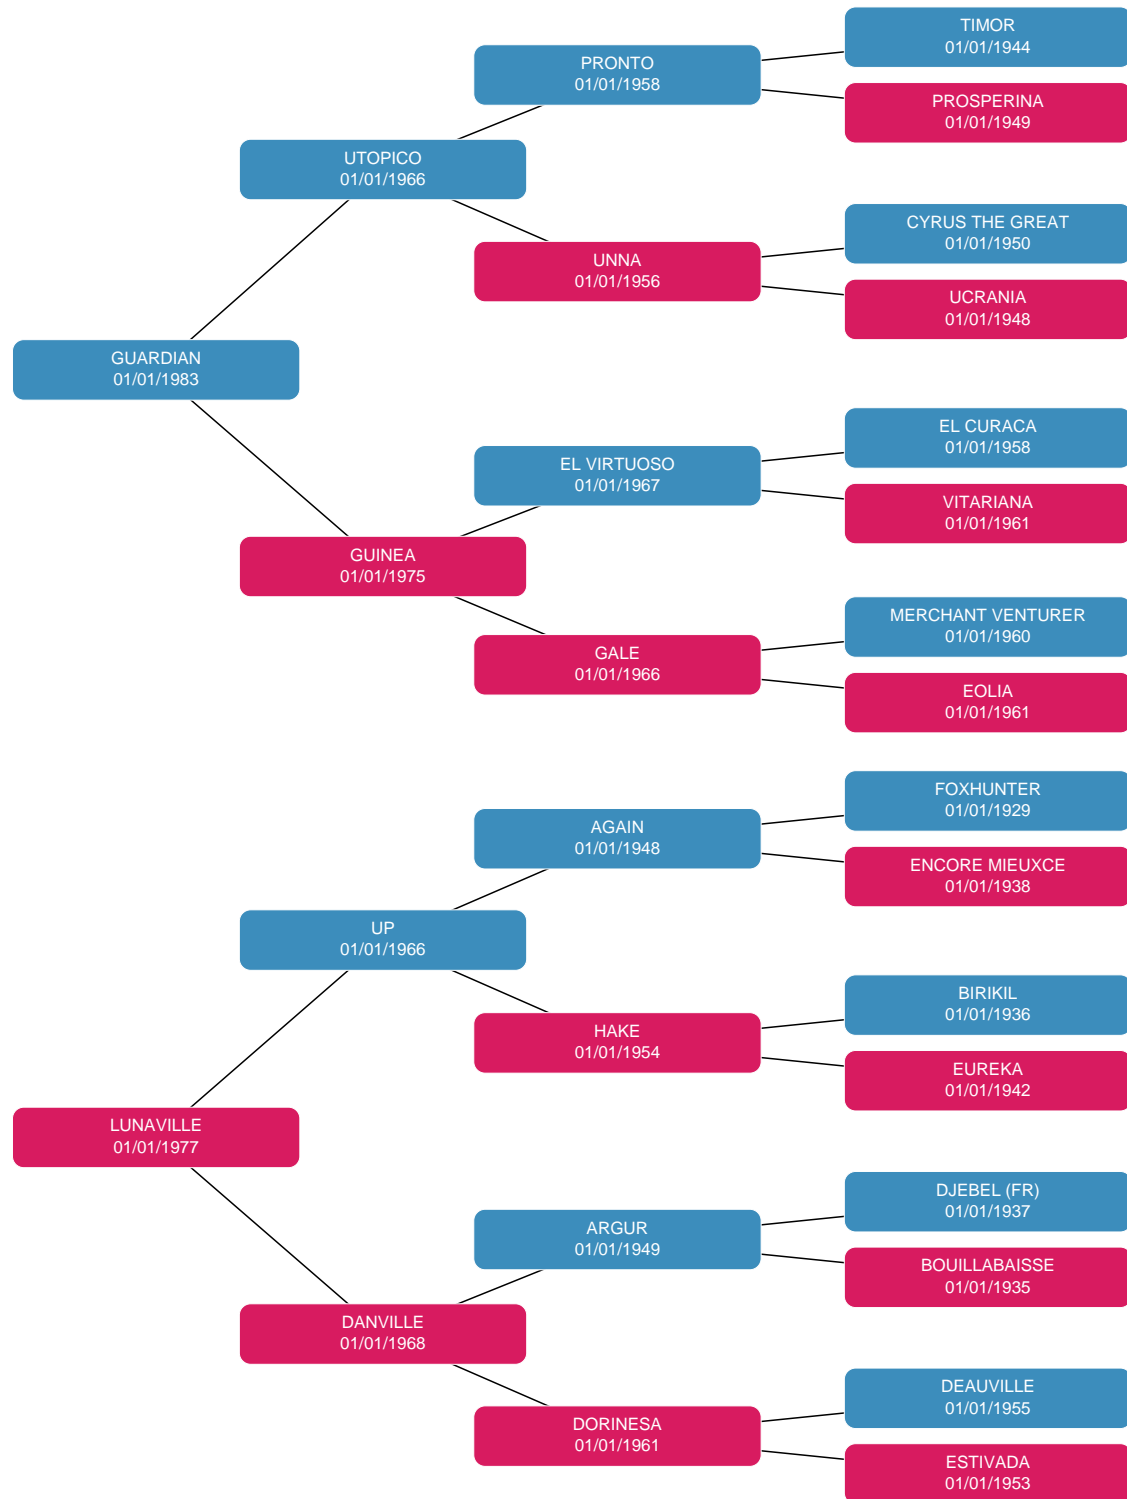 TIMOR
01/01/1944
PRONTO
01/01/1958
PROSPERINA
01/01/1949
UTOPICO
01/01/1966
CYRUS THE GREAT
01/01/1950
UNNA
01/01/1956
UCRANIA
01/01/1948
GUARDIAN
01/01/1983
EL CURACA
01/01/1958
EL VIRTUOSO
01/01/1967
VITARIANA
01/01/1961
GUINEA
01/01/1975
MERCHANT VENTURER
01/01/1960
GALE
01/01/1966
EOLIA
01/01/1961
FOXHUNTER
01/01/1929
AGAIN
01/01/1948
ENCORE MIEUXCE
01/01/1938
UP
01/01/1966
BIRIKIL
01/01/1936
HAKE
01/01/1954
EUREKA
01/01/1942
LUNAVILLE
01/01/1977
DJEBEL (FR)
01/01/1937
ARGUR
01/01/1949
BOUILLABAISSE
01/01/1935
DANVILLE
01/01/1968
DEAUVILLE
01/01/1955
DORINESA
01/01/1961
ESTIVADA
01/01/1953